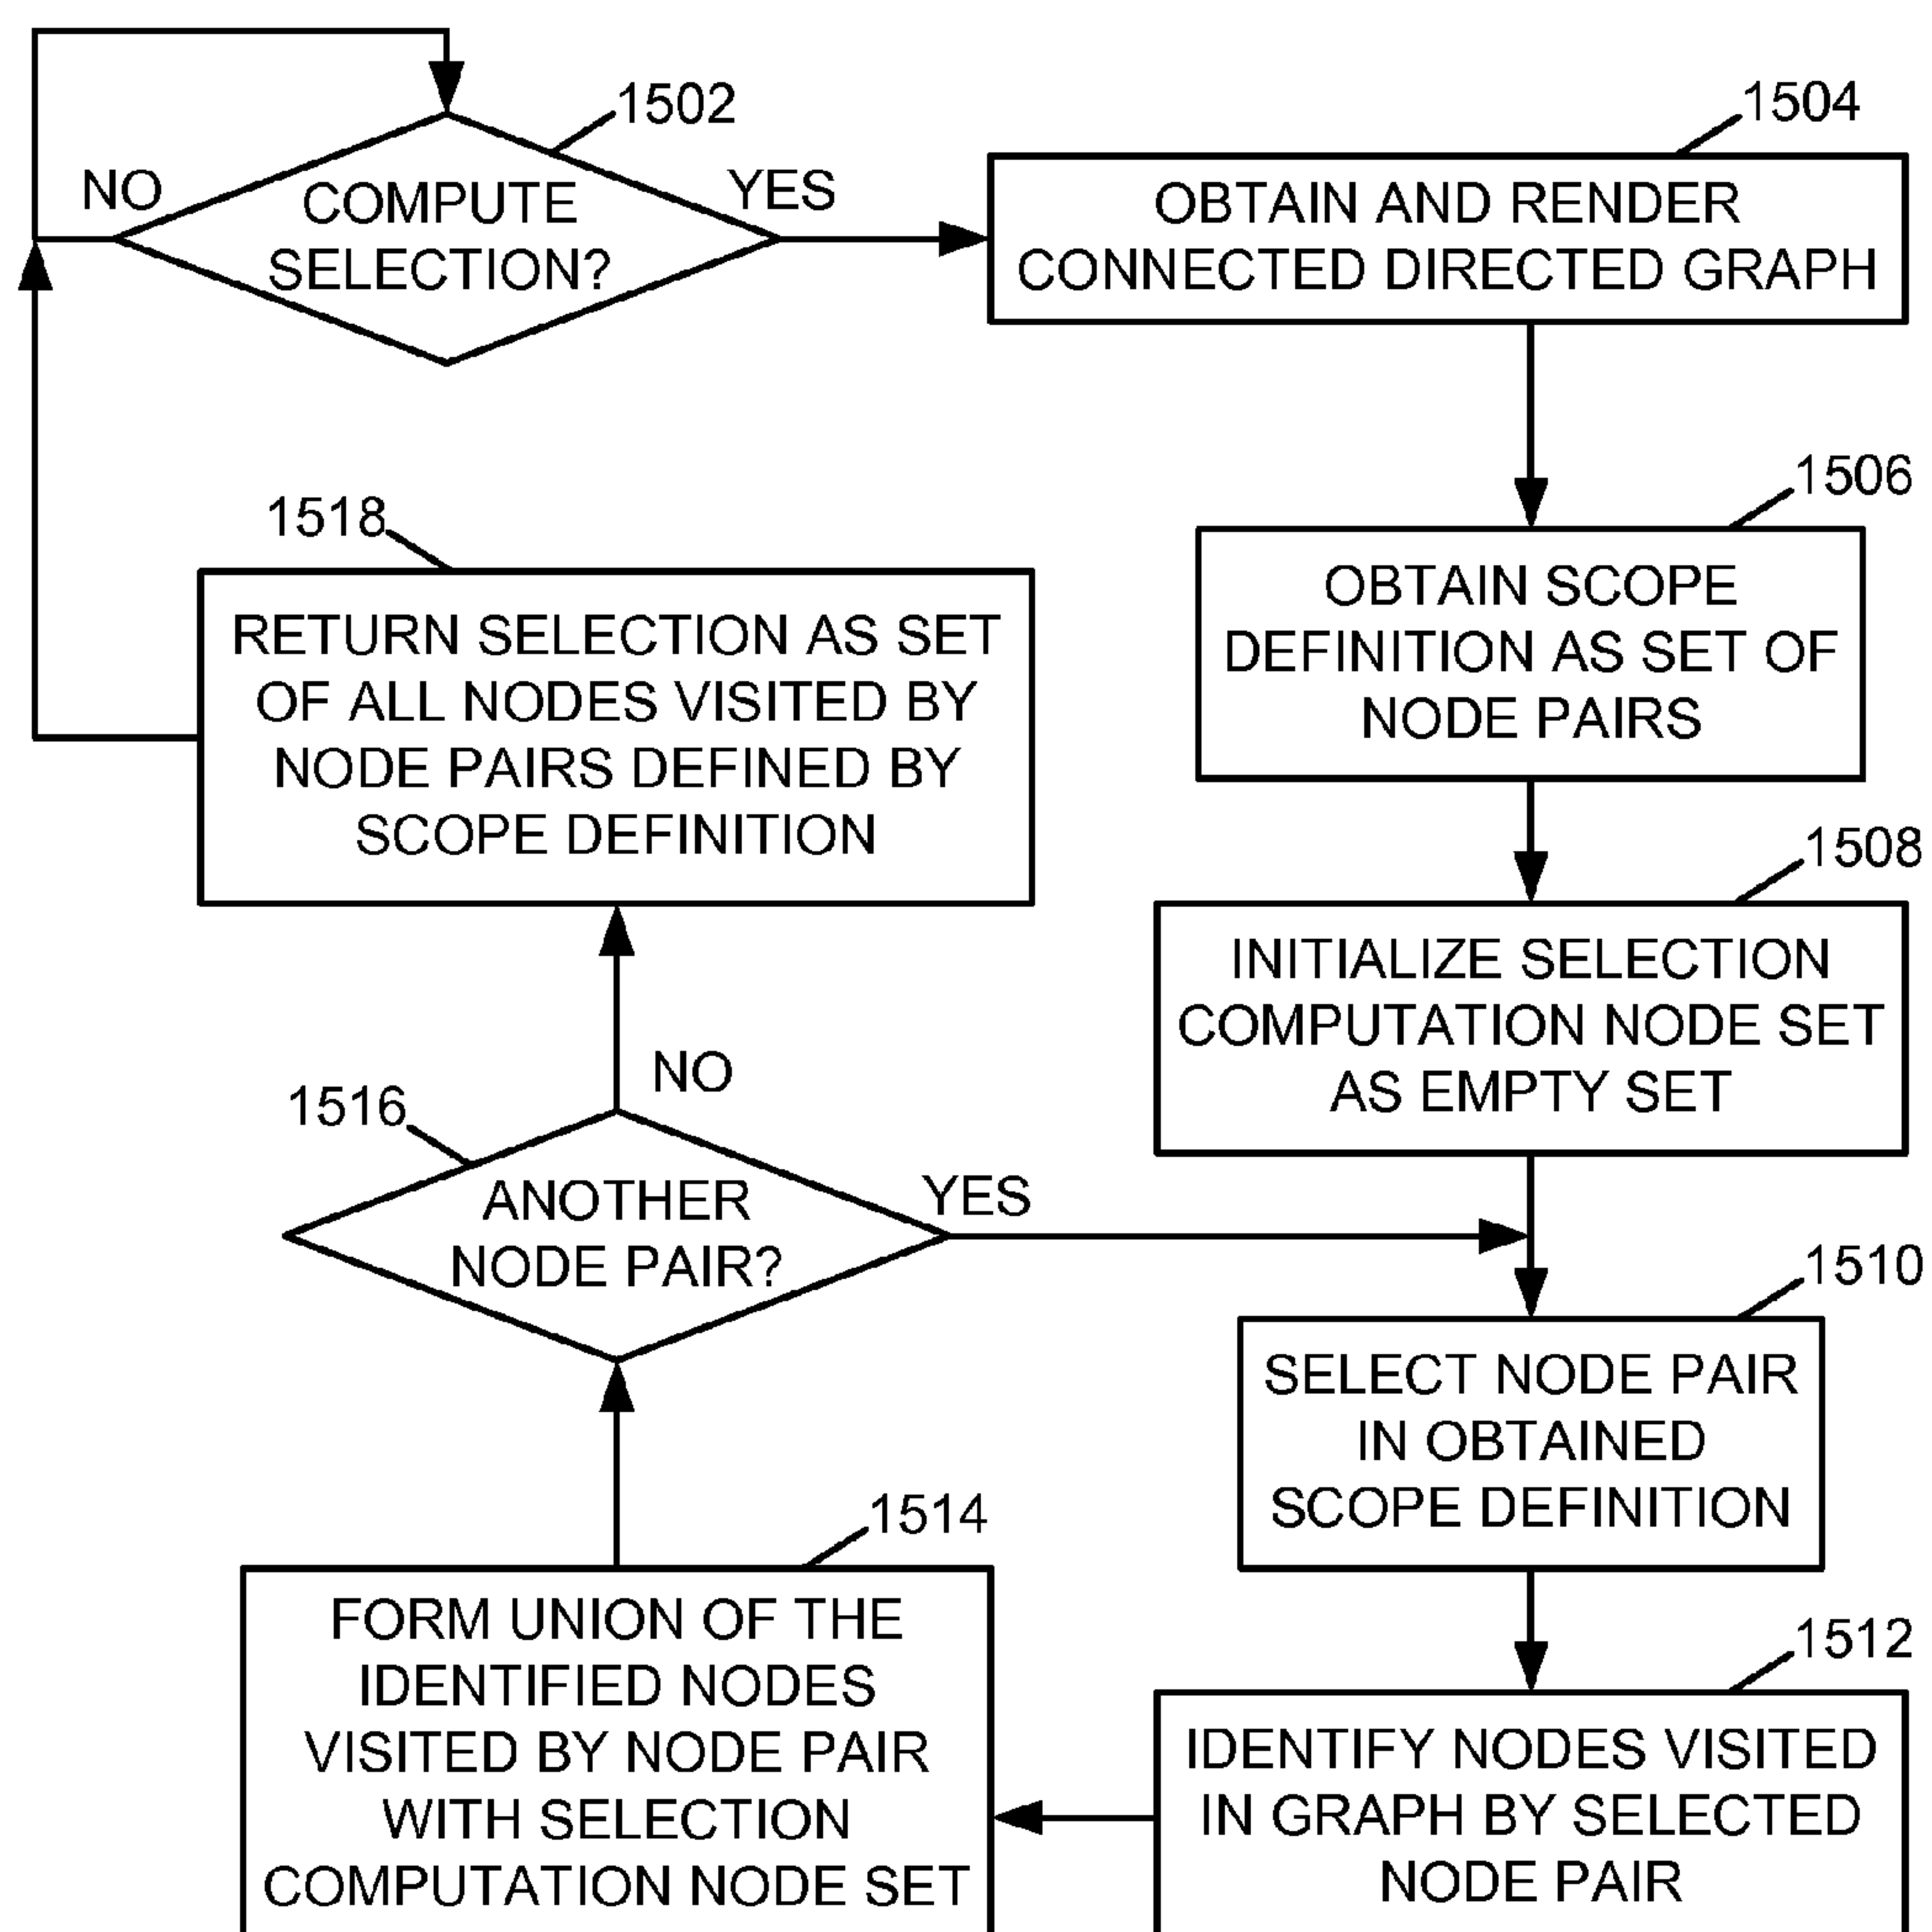 1502
NO
COMPUTE
SELECTION?
YES
1504
OBTAIN AND RENDER
CONNECTED DIRECTED GRAPH
1506
OBTAIN SCOPE
DEFINITION AS SET OF
NODE PAIRS
1508
INITIALIZE SELECTION
COMPUTATION NODE SET
AS EMPTY SET
1510
SELECT NODE PAIR
IN OBTAINED
SCOPE DEFINITION
1512
IDENTIFY NODES VISITED
IN GRAPH BY SELECTED
NODE PAIR
1514
FORM UNION OF THE
IDENTIFIED NODES
VISITED BY NODE PAIR
WITH SELECTION
COMPUTATION NODE SET
1516
ANOTHER
NODE PAIR?
YES
NO
1518
RETURN SELECTION AS SET
OF ALL NODES VISITED BY
NODE PAIRS DEFINED BY
SCOPE DEFINITION